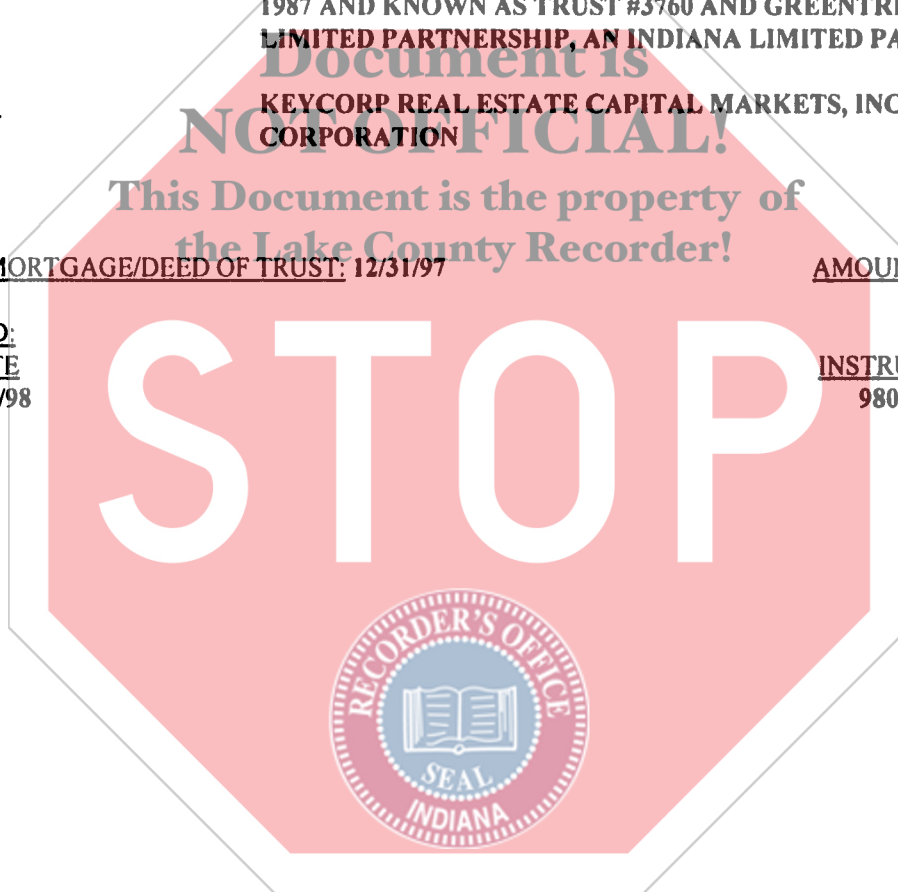 1987 AND KNOWN AS TRUST #3760 AND GREENTR
LIMITED PARTNERSHIP, AN INDIANA LIMITED PA
Document is
KEYCORP REAL ESTATE CAPITAL MARKETS, INC
NOT OFFICIAL!
CORPORATION
This Document is the property of
the Lake County Recorder!
MORTGAGE/DEED OF TRUST: 12/31/97 AMOUN
D:
TE INSTRU
/98 980
STOP
RECORDER'S OFFICE
SEAL
INDIANA